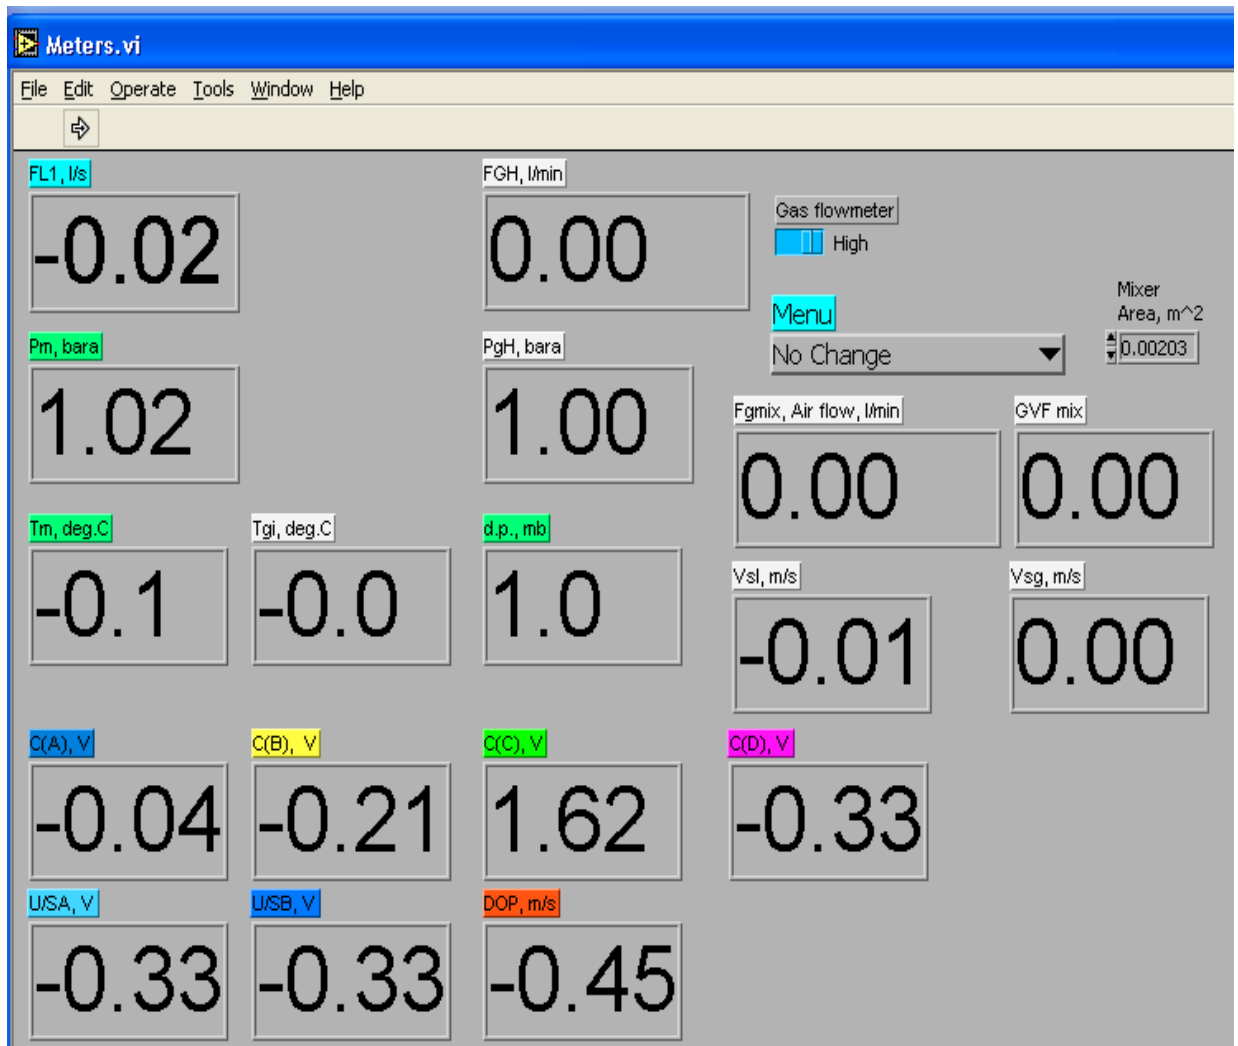 Meters.vi
File Edit Operate Tools Window Help
FL1, l/s
FGH, l/min
-0.02
0.00
Gas flowmeter
High
Mixer
Area, m^2
Menu
0.00203
No Change
Pm, bara
PgH, bara
1.02
1.00
Fgmix, Air flow, l/min
GVF mix
0.00
0.00
Tm, deg.C
Tgi, deg.C
d.p., mb
-0.1
-0.0
1.0
Vsl, m/s
Vsg, m/s
-0.01
0.00
C(A), V
C(B), V
C(C), V
C(D), V
-0.04
-0.21
1.62
-0.33
U/SA, V
U/SB, V
DOP, m/s
-0.33
-0.33
-0.45